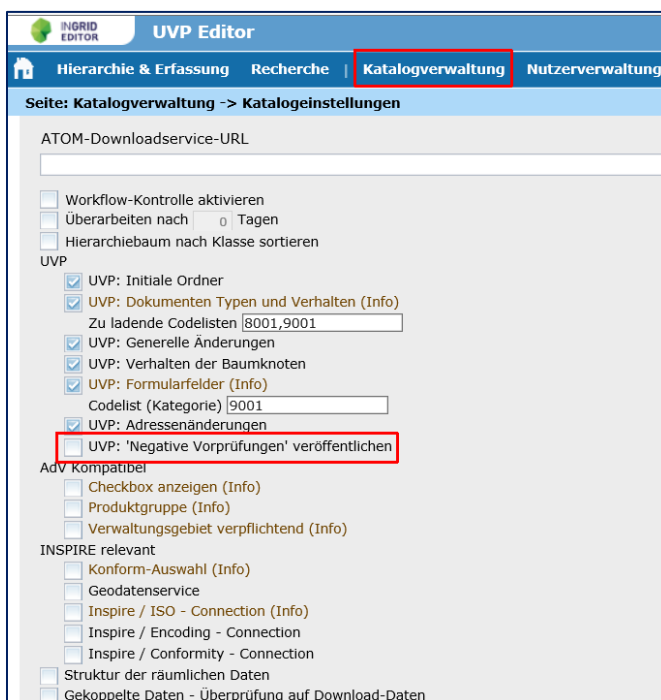 INGRID
EDITOR
UVP Editor
Hierarchie & Erfassung Recherche | Katalogverwaltung Nutzerverwaltung
Seite: Katalogverwaltung -> Katalogeinstellungen
ATOM-Downloadservice-URL
Workflow-Kontrolle aktivieren
Überarbeiten nach 0 Tagen
Hierarchiebaum nach Klasse sortieren
UVP
UVP: Initiale Ordner
UVP: Dokumenten Typen und Verhalten (Info)
Zu ladende Codelisten 8001,9001
UVP: Generelle Änderungen
UVP: Verhalten der Baumknoten
UVP: Formularfelder (Info)
Codelist (Kategorie) 9001
UVP: Adressenänderungen
UVP: 'Negative Vorprüfungen' veröffentlichen
AdV Kompatibel
Checkbox anzeigen (Info)
Produktgruppe (Info)
Verwaltungsgebiet verpflichtend (Info)
INSPIRE relevant
Konform-Auswahl (Info)
Geodatenservice
Inspire / ISO - Connection (Info)
Inspire / Encoding - Connection
Inspire / Conformity - Connection
Struktur der räumlichen Daten
Gekoppelte Daten - Überprüfung auf Download-Daten